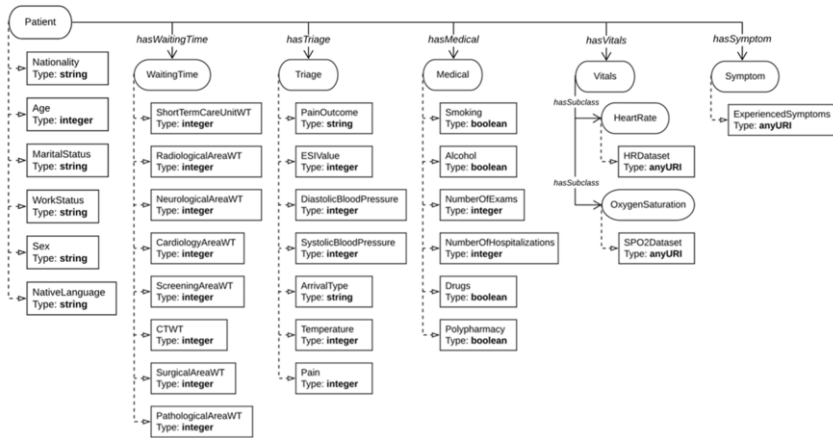 Patient
hasWaitingTime
hasTriage
hasMedical
hasVitals
hasSymptom
Nationality
Type: string
Age
Type: integer
MaritalStatus
Type: string
WorkStatus
Type: string
Sex
Type: string
NativeLanguage
Type: string
WaitingTime
ShortTermCareUnitWT
Type: integer
RadiologicalAreaWT
Type: integer
NeurologicalAreaWT
Type: integer
CardiologyAreaWT
Type: integer
ScreeningAreaWT
Type: integer
CTWT
Type: integer
SurgicalAreaWT
Type: integer
PathologicalAreaWT
Type: integer
Triage
PainOutcome
Type: string
ESIValue
Type: integer
DiastolicBloodPressure
Type: integer
SystolicBloodPressure
Type: integer
ArrivalType
Type: string
Temperature
Type: integer
Pain
Type: integer
Medical
Smoking
Type: boolean
Alcohol
Type: boolean
NumberOfExams
Type: integer
NumberOfHospitalizations
Type: integer
Drugs
Type: boolean
Polypharmacy
Type: boolean
Vitals
hasSubclass
HeartRate
HRDataset
Type: anyURI
hasSubclass
OxygenSaturation
SPO2Dataset
Type: anyURI
Symptom
ExperiencedSymptoms
Type: anyURI